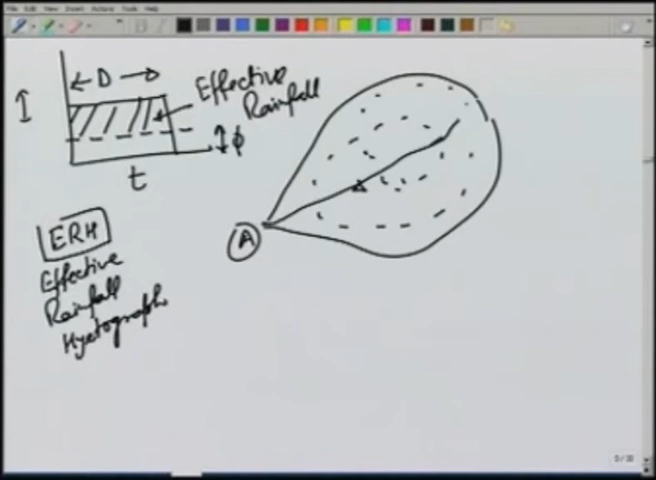 D
Effective
Rainfall
I
φ
t
ERH
Effective
Rainfall
Hyetograph
A